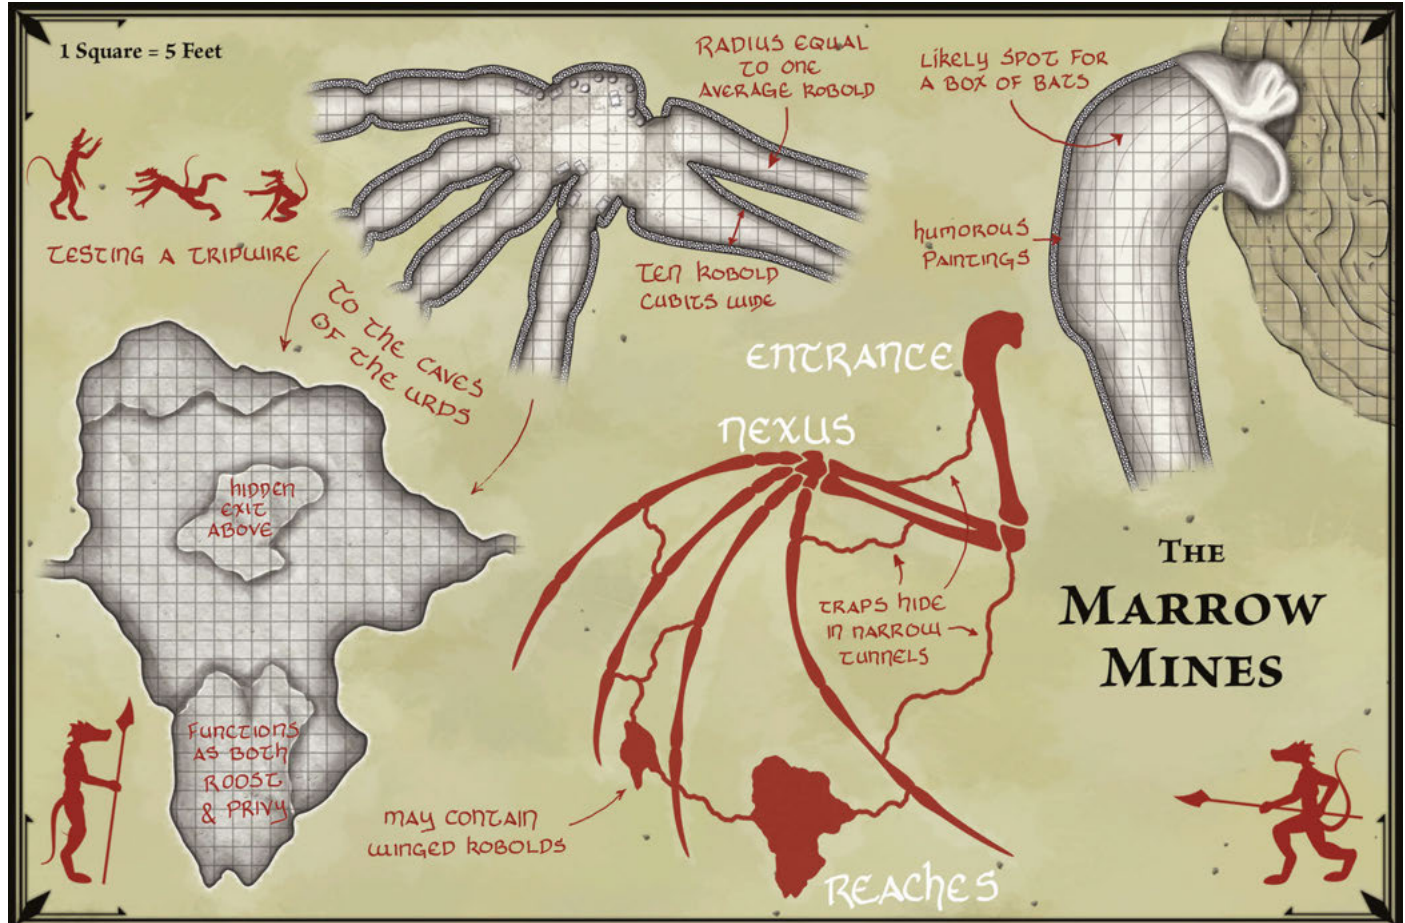 1 Square = 5 Feet
RADIUS EQUAL
TO ONE
AVERAGE KOBOLD
LIKELY SPOT FOR
A BOX OF BATS
TESTING A TRIPWIRE
HUMOROUS
PAINTINGS
TEN KOBOLD
CUBITS WIDE
TO THE CAVES
OF THE URDS
ENTRANCE
NEXUS
HIDDEN
EXIT
ABOVE
TRAPS HIDE
IN NARROW
TUNNELS
THE
MARROW
MINES
FUNCTIONS
AS BOTH
ROOST
& PRIVY
MAY CONTAIN
WINGED KOBOLDS
REACHES